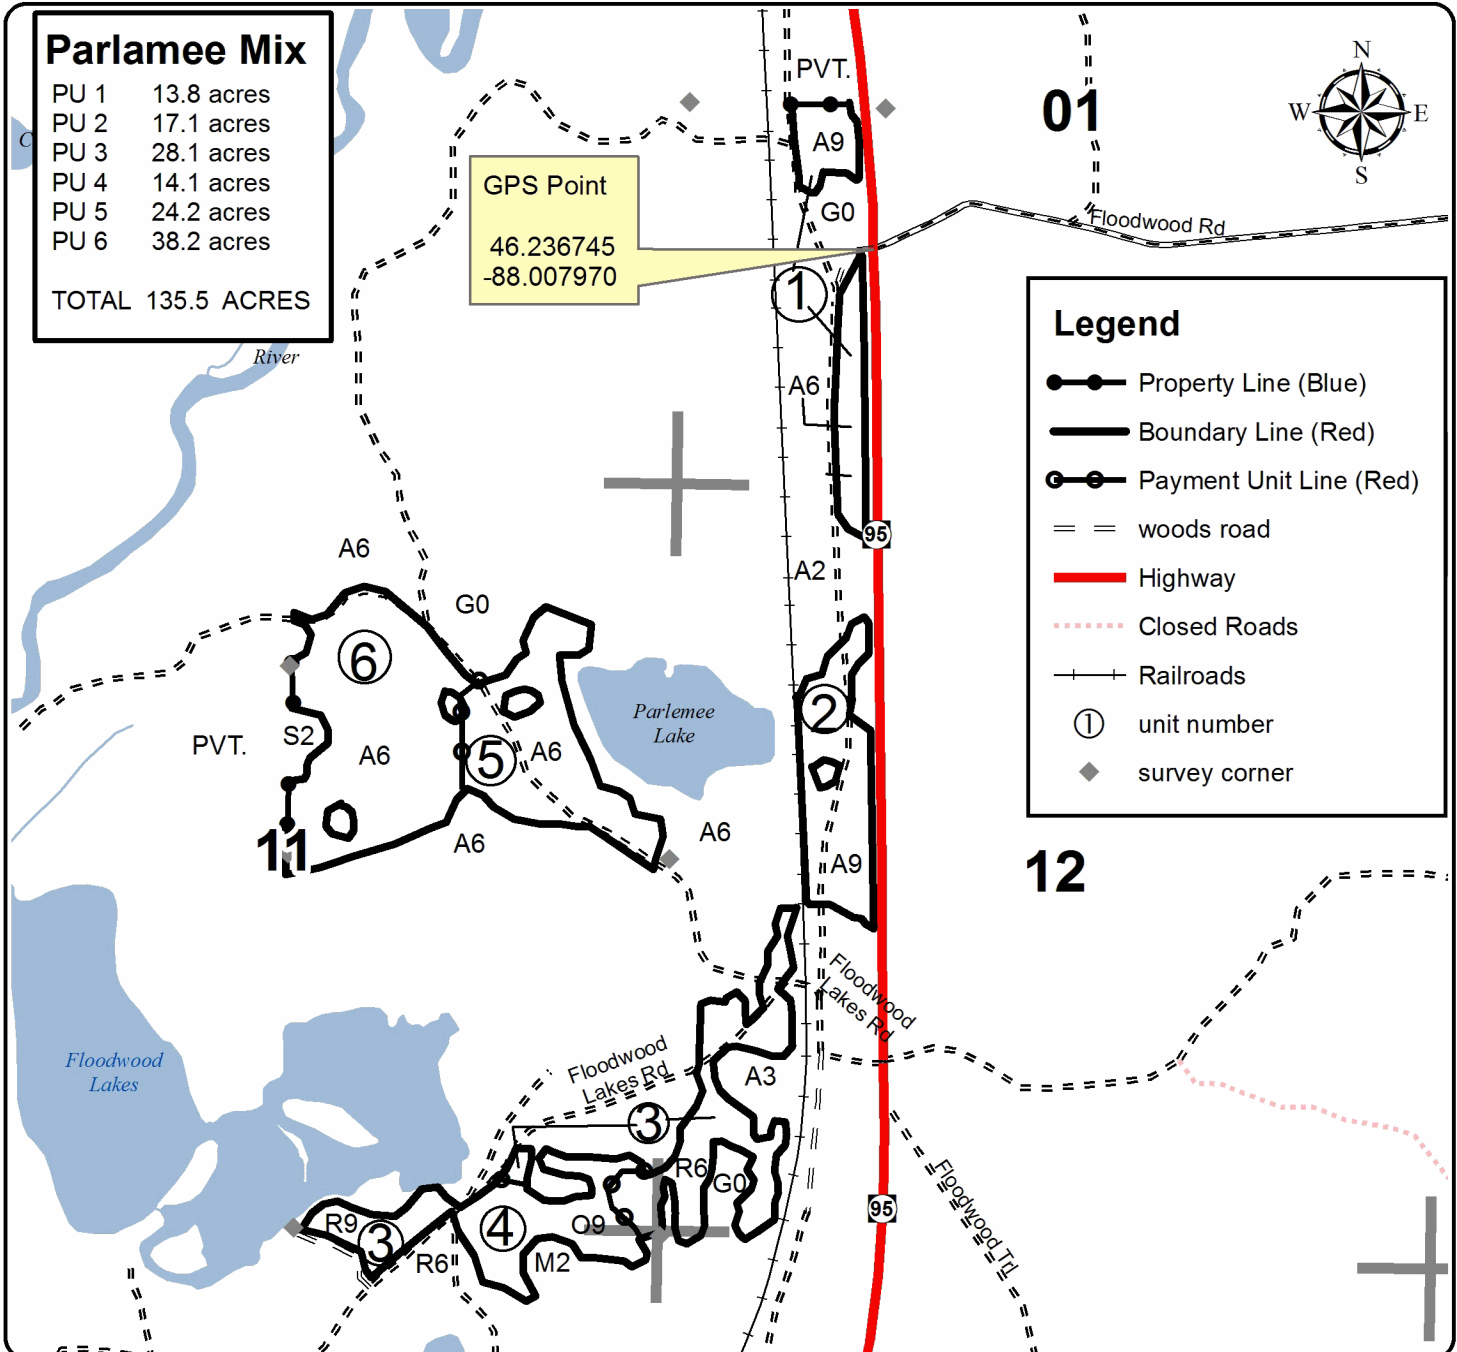 Parlamee Mix
PU 1 13.8 acres
PU 2 17.1 acres
PU 3 28.1 acres
PU 4 14.1 acres
PU 5 24.2 acres
PU 6 38.2 acres
TOTAL 135.5 ACRES
C
River
GPS Point
46.236745
-88.007970
PVT.
A9
G0
1
A6
A2
95
01
Floodwood Rd
N
W E
S
Legend
Property Line (Blue)
Boundary Line (Red)
Payment Unit Line (Red)
woods road
Highway
Closed Roads
Railroads
1 unit number
survey corner
A6
G0
6
PVT.
S2
A6
5
A6
Parlemee
Lake
2
11
A6
A6
A9
12
Floodwood
Lakes Rd
Floodwood
Lakes
Floodwood
Lakes Rd
A3
3
R6
G0
R9
3
R6
4
O9
M2
95
Floodwood Trl